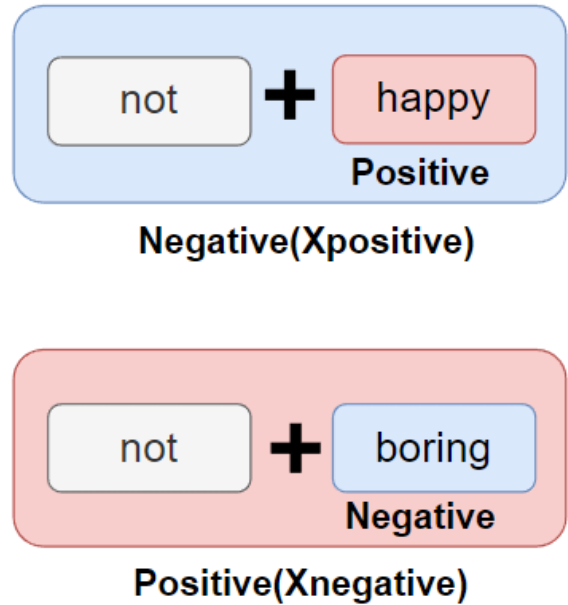 not + happy
Positive
Negative(Xpositive)
not + boring
Negative
Positive(Xnegative)